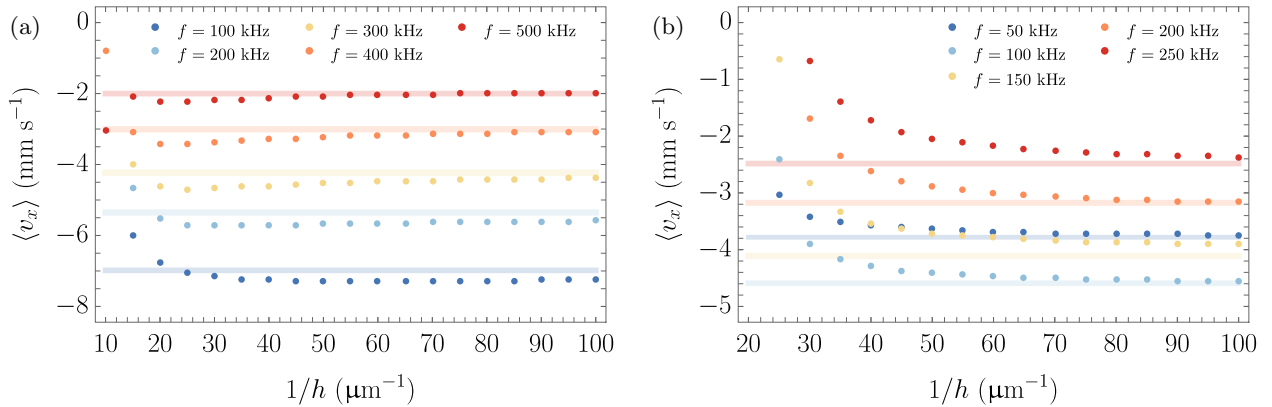 (a)
f = 100 kHz f = 300 kHz f = 500 kHz
f = 200 kHz f = 400 kHz
0
−2
−4
−6
−8
⟨vₓ⟩ (mm s⁻¹)
10 20 30 40 50 60 70 80 90 100
1/h (μm⁻¹)
(b)
f = 50 kHz f = 200 kHz
f = 100 kHz f = 250 kHz
f = 150 kHz
0
−1
−2
−3
−4
−5
⟨vₓ⟩ (mm s⁻¹)
20 30 40 50 60 70 80 90 100
1/h (μm⁻¹)